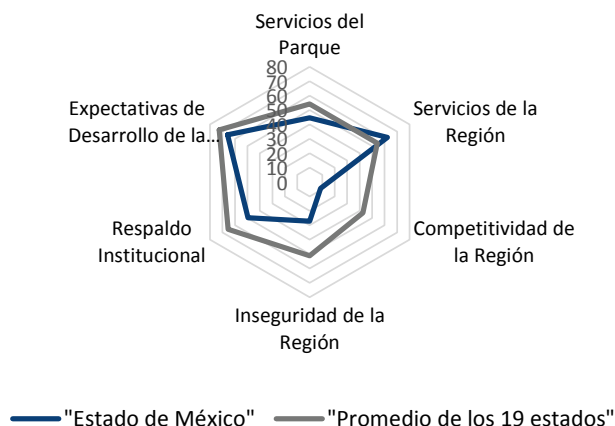 Servicios del
Parque
80
70
60
50
40
30
20
10
0
Servicios de la
Región
Competitividad de
la Región
Inseguridad de la
Región
Respaldo
Institucional
Expectativas de
Desarrollo de la...
"Estado de México"
"Promedio de los 19 estados"